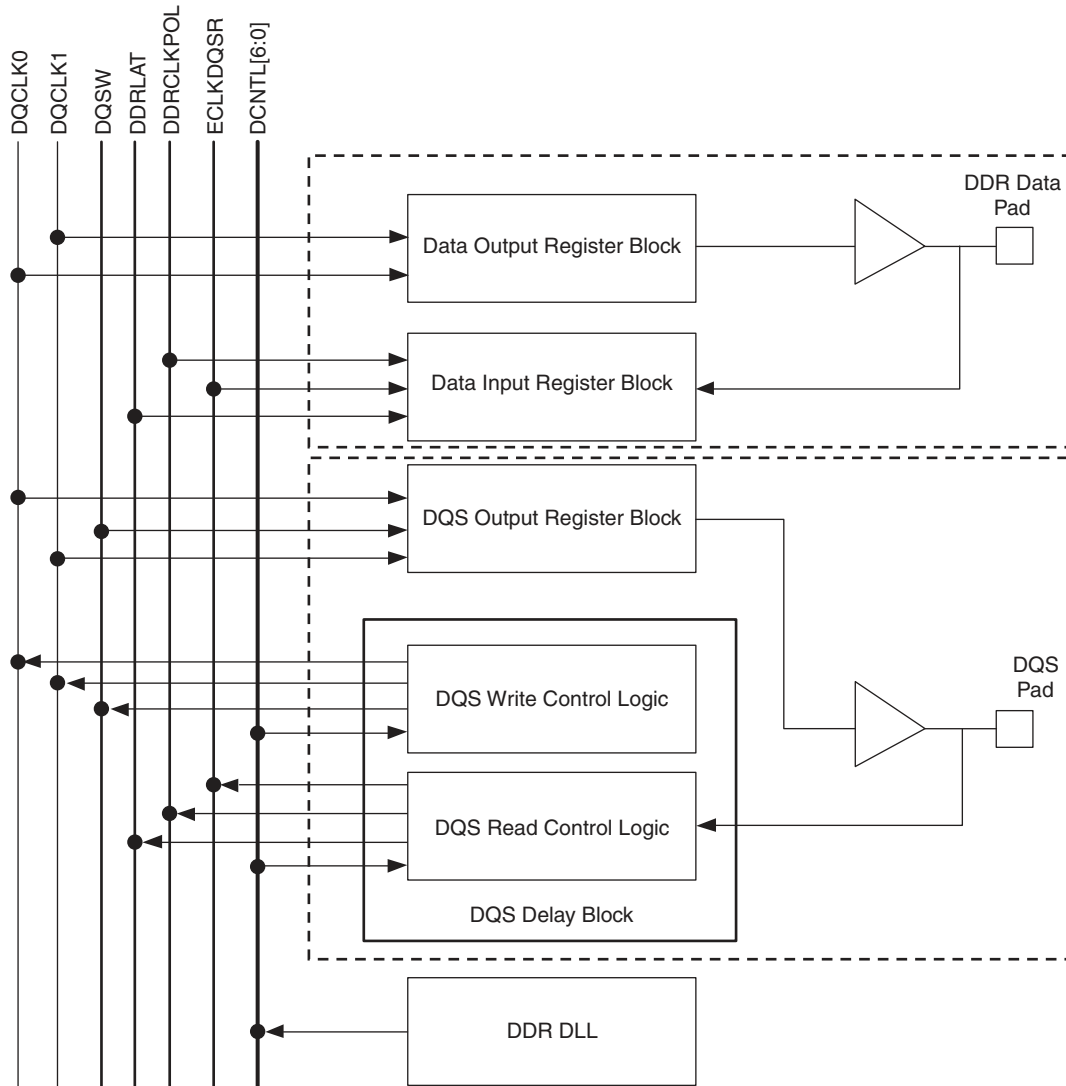 DQCLK0
DQCLK1
DQSW
DDRLAT
DDRCLKPOL
ECLKDQSR
DCNTL[6:0]
DDR Data
Pad
Data Output Register Block
Data Input Register Block
DQS Output Register Block
DQS Write Control Logic
DQS
Pad
DQS Read Control Logic
DQS Delay Block
DDR DLL